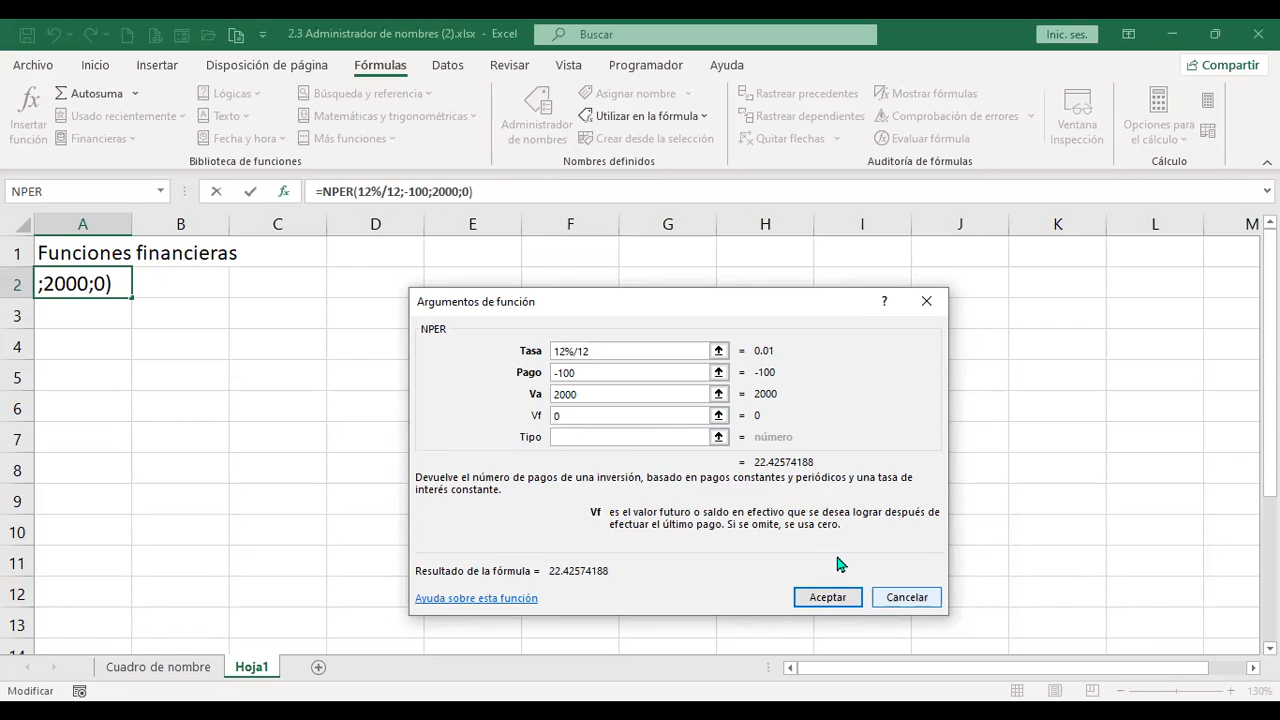 2.3 Administrador de nombres (2).xlsx - Excel
Buscar
Inic. ses.
Archivo Inicio Insertar Disposición de página Fórmulas Datos Revisar Vista Programador Ayuda
Compartir
Insertar función
Autosuma
Usado recientemente
Financieras
Lógicas
Texto
Fecha y hora
Búsqueda y referencia
Matemáticas y trigonométricas
Más funciones
Biblioteca de funciones
Administrador de nombres
Asignar nombre
Utilizar en la fórmula
Crear desde la selección
Nombres definidos
Rastrear precedentes
Rastrear dependientes
Quitar flechas
Mostrar fórmulas
Comprobación de errores
Evaluar fórmula
Auditoría de fórmulas
Ventana Inspección
Opciones para el cálculo
Cálculo
NPER
fx
=NPER(12%/12;-100;2000;0)
A B C D E F G H I J K L M
1 Funciones financieras
2 ;2000;0)
3
4
5
6
7
8
9
10
11
12
13
14
Argumentos de función
?
NPER
Tasa 12%/12 = 0.01
Pago -100 = -100
Va 2000 = 2000
Vf 0 = 0
Tipo = número
= 22.42574188
Devuelve el número de pagos de una inversión, basado en pagos constantes y periódicos y una tasa de
interés constante.
Vf es el valor futuro o saldo en efectivo que se desea lograr después de
efectuar el último pago. Si se omite, se usa cero.
Resultado de la fórmula = 22.42574188
Ayuda sobre esta función
Aceptar
Cancelar
Cuadro de nombre Hoja1
Modificar
130%